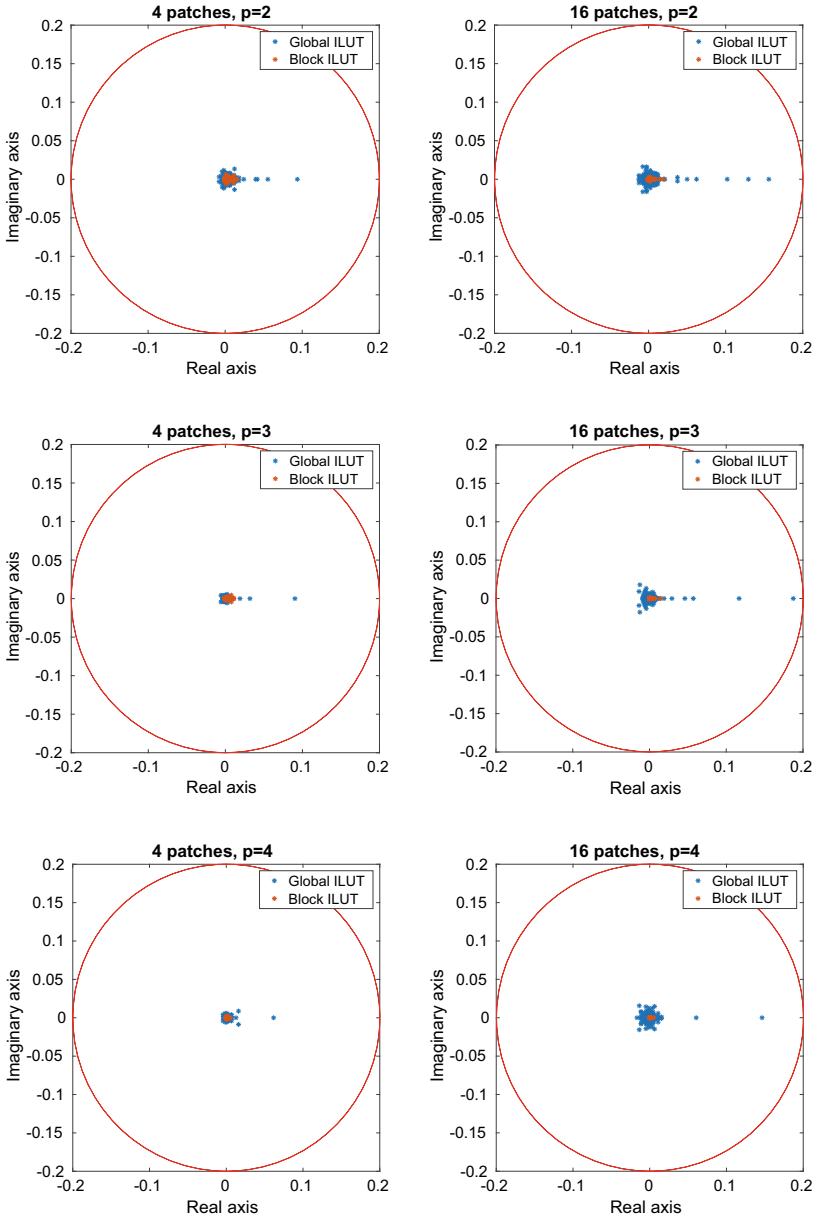 4 patches, p=2
0.2
0.15
0.1
0.05
0
-0.05
-0.1
-0.15
-0.2
Imaginary axis
Global ILUT
Block ILUT
-0.2 -0.1 0 0.1 0.2
Real axis
16 patches, p=2
0.2
0.15
0.1
0.05
0
-0.05
-0.1
-0.15
-0.2
Imaginary axis
Global ILUT
Block ILUT
-0.2 -0.1 0 0.1 0.2
Real axis
4 patches, p=3
0.2
0.15
0.1
0.05
0
-0.05
-0.1
-0.15
-0.2
Imaginary axis
Global ILUT
Block ILUT
-0.2 -0.1 0 0.1 0.2
Real axis
16 patches, p=3
0.2
0.15
0.1
0.05
0
-0.05
-0.1
-0.15
-0.2
Imaginary axis
Global ILUT
Block ILUT
-0.2 -0.1 0 0.1 0.2
Real axis
4 patches, p=4
0.2
0.15
0.1
0.05
0
-0.05
-0.1
-0.15
-0.2
Imaginary axis
Global ILUT
Block ILUT
-0.2 -0.1 0 0.1 0.2
Real axis
16 patches, p=4
0.2
0.15
0.1
0.05
0
-0.05
-0.1
-0.15
-0.2
Imaginary axis
Global ILUT
Block ILUT
-0.2 -0.1 0 0.1 0.2
Real axis